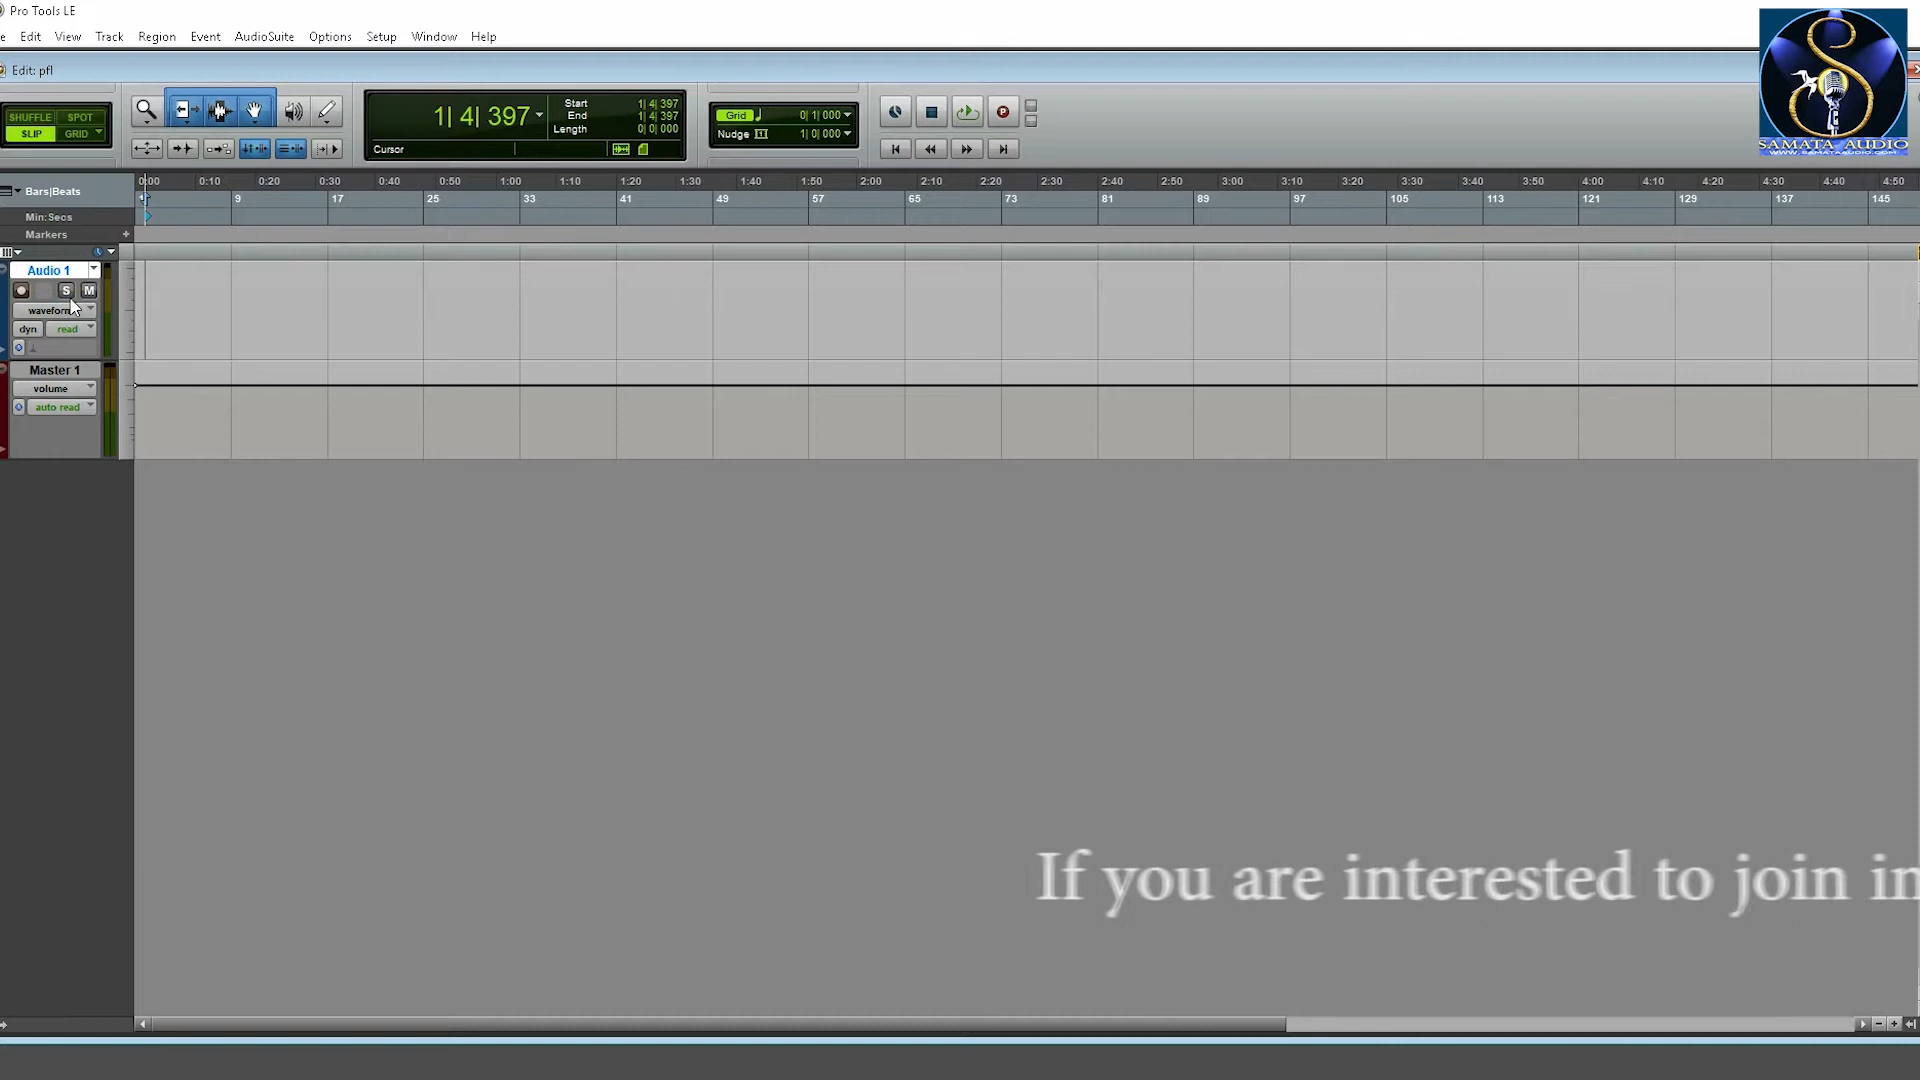 Pro Tools LE
Edit View Track Region Event AudioSuite Options Setup Window Help
Edit: pfl
SHUFFLE SPOT
SLIP GRID
1| 4| 397
Start 1| 4| 397
End 1| 4| 397
Length 0| 0| 000
Cursor
Grid 0| 1| 000
Nudge 1| 0| 000
SAMATA AUDIO
WWW.SAMATAAUDIO.COM
Bars|Beats
Min:Secs
Markers
0:00 0:10 0:20 0:30 0:40 0:50 1:00 1:10 1:20 1:30 1:40 1:50 2:00 2:10 2:20 2:30 2:40 2:50 3:00 3:10 3:20 3:30 3:40 3:50 4:00 4:10 4:20 4:30 4:40 4:50
9 17 25 33 41 49 57 65 73 81 89 97 105 113 121 129 137 145
Audio 1
S M
waveform
dyn read
Master 1
volume
auto read
If you are interested to join in